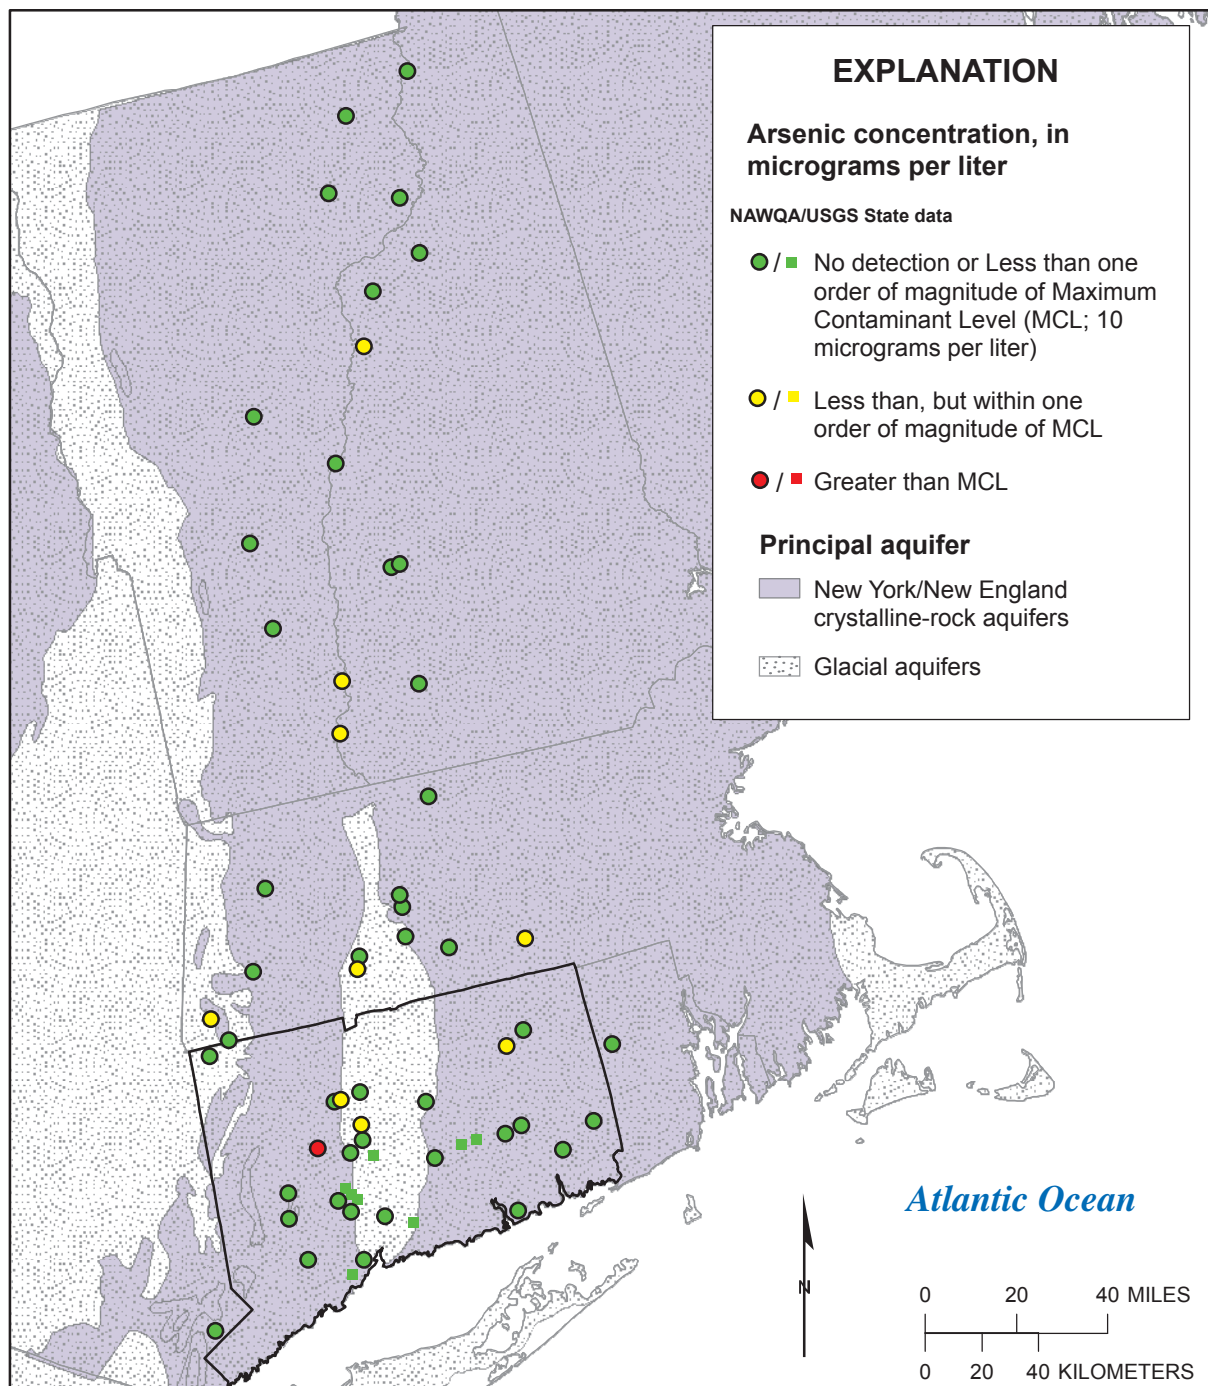 EXPLANATION
Arsenic concentration, in
micrograms per liter
NAWQA/USGS State data
/ No detection or Less than one
order of magnitude of Maximum
Contaminant Level (MCL; 10
micrograms per liter)
/ Less than, but within one
order of magnitude of MCL
/ Greater than MCL
Principal aquifer
New York/New England
crystalline-rock aquifers
Glacial aquifers
Atlantic Ocean
N
0 20 40 MILES
0 20 40 KILOMETERS